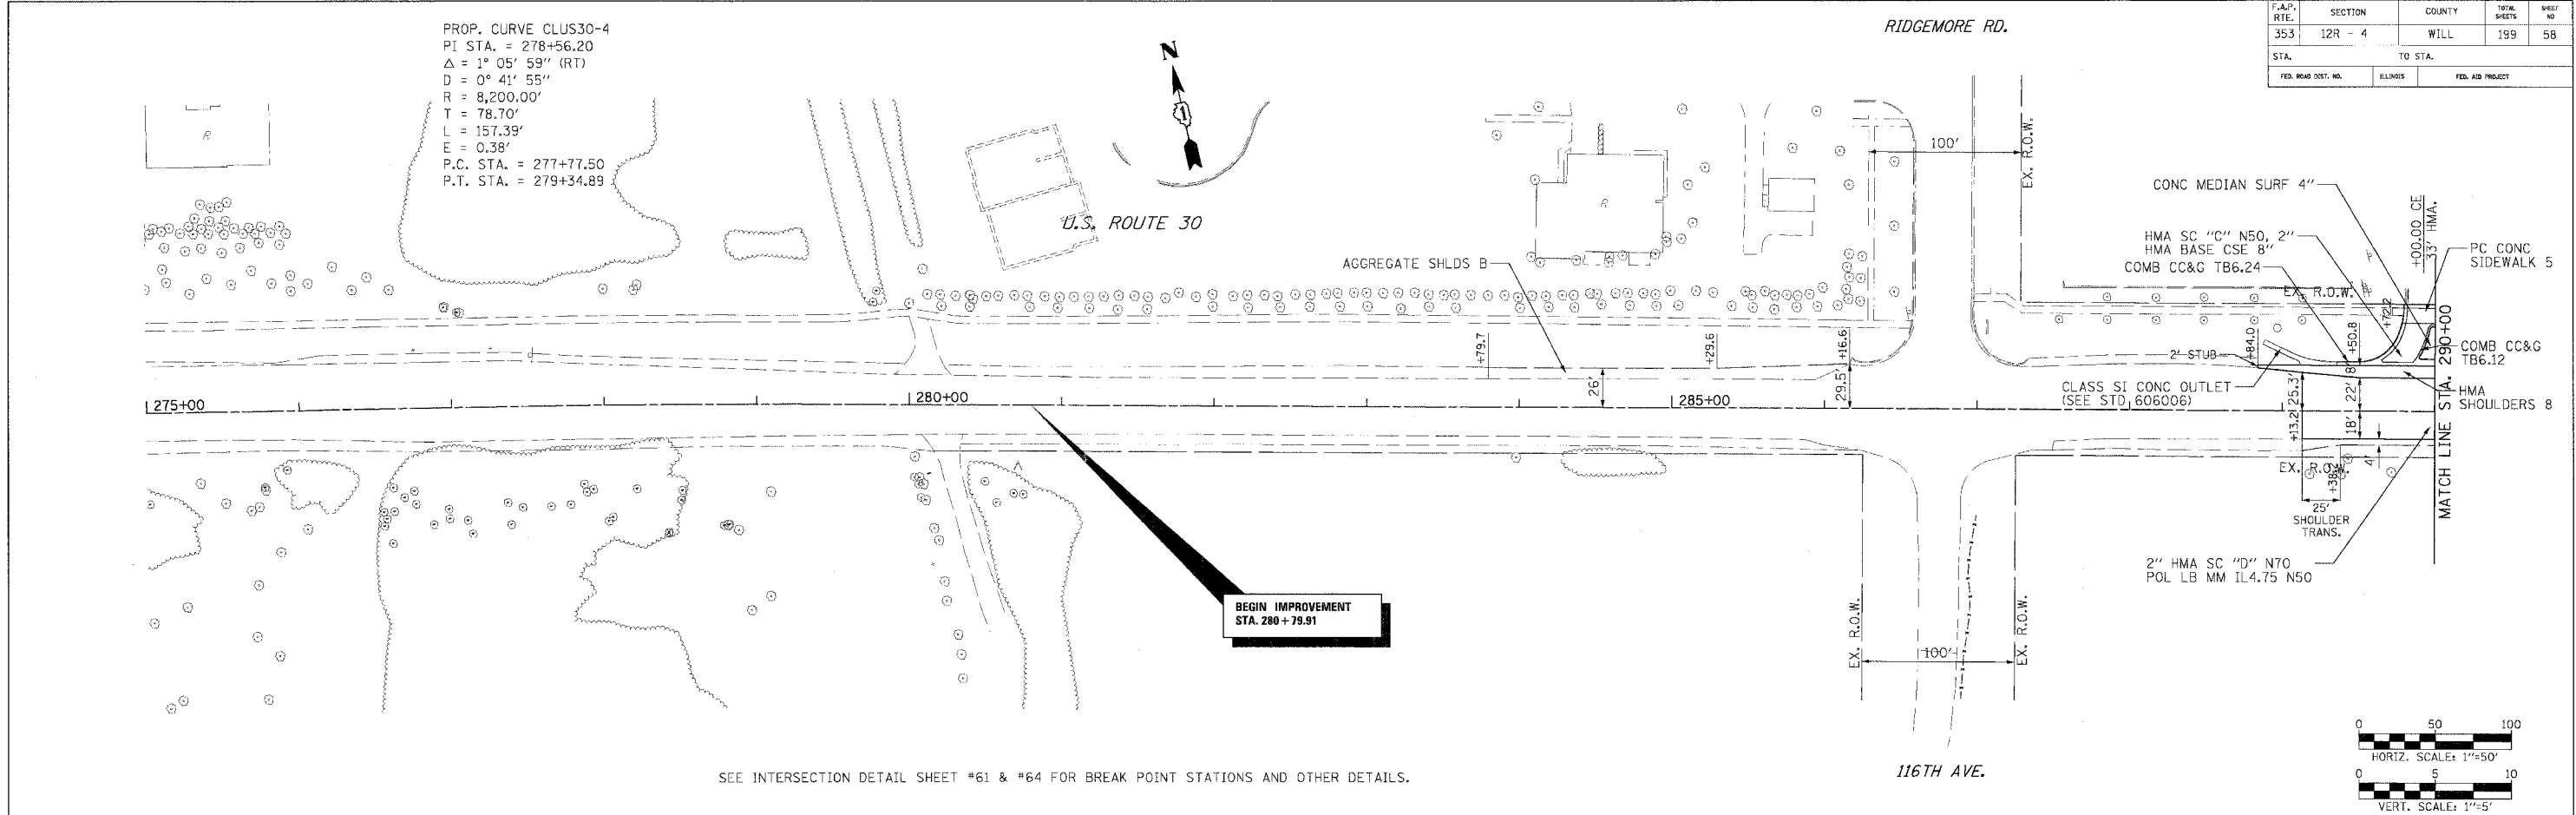 F.A.P. RTE. SECTION COUNTY TOTAL SHEETS SHEET NO
353 12R - 4 WILL 199 58
STA. TO STA.
FED. ROAD DIST. NO. ILLINOIS FED. AID PROJECT
PROP. CURVE CLUS30-4
PI STA. = 278+56.20
Δ = 1° 05' 59" (RT)
D = 0° 41' 55"
R = 8,200.00'
T = 78.70'
L = 157.39'
E = 0.38'
P.C. STA. = 277+77.50
P.T. STA. = 279+34.89
N
1
RIDGEMORE RD.
R
R
U.S. ROUTE 30
100'
EX. R.O.W.
AGGREGATE SHLDS B
CONC MEDIAN SURF 4"
HMA SC "C" N50, 2"
HMA BASE CSE 8"
COMB CC&G TB6.24
EX. R.O.W.
+00.00 CE
33' HMA.
PC CONC
SIDEWALK 5
COMB CC&G
TB6.12
HMA
SHOULDERS 8
MATCH LINE STA. 290+00
+79.7
+29.6
+16.6
26'
29.5'
2' STUB
+84.0
+50.8
+72.2
CLASS SI CONC OUTLET
(SEE STD 606006)
+13.2
25.3'
22'
8'
18'
4'
275+00
280+00
285+00
EX. R.O.W.
+38.2
25'
SHOULDER
TRANS.
2" HMA SC "D" N70
POL LB MM IL4.75 N50
BEGIN IMPROVEMENT
STA. 280 + 79.91
EX. R.O.W.
100'
EX. R.O.W.
116TH AVE.
SEE INTERSECTION DETAIL SHEET #61 & #64 FOR BREAK POINT STATIONS AND OTHER DETAILS.
0 50 100
HORIZ. SCALE: 1"=50'
0 5 10
VERT. SCALE: 1"=5'